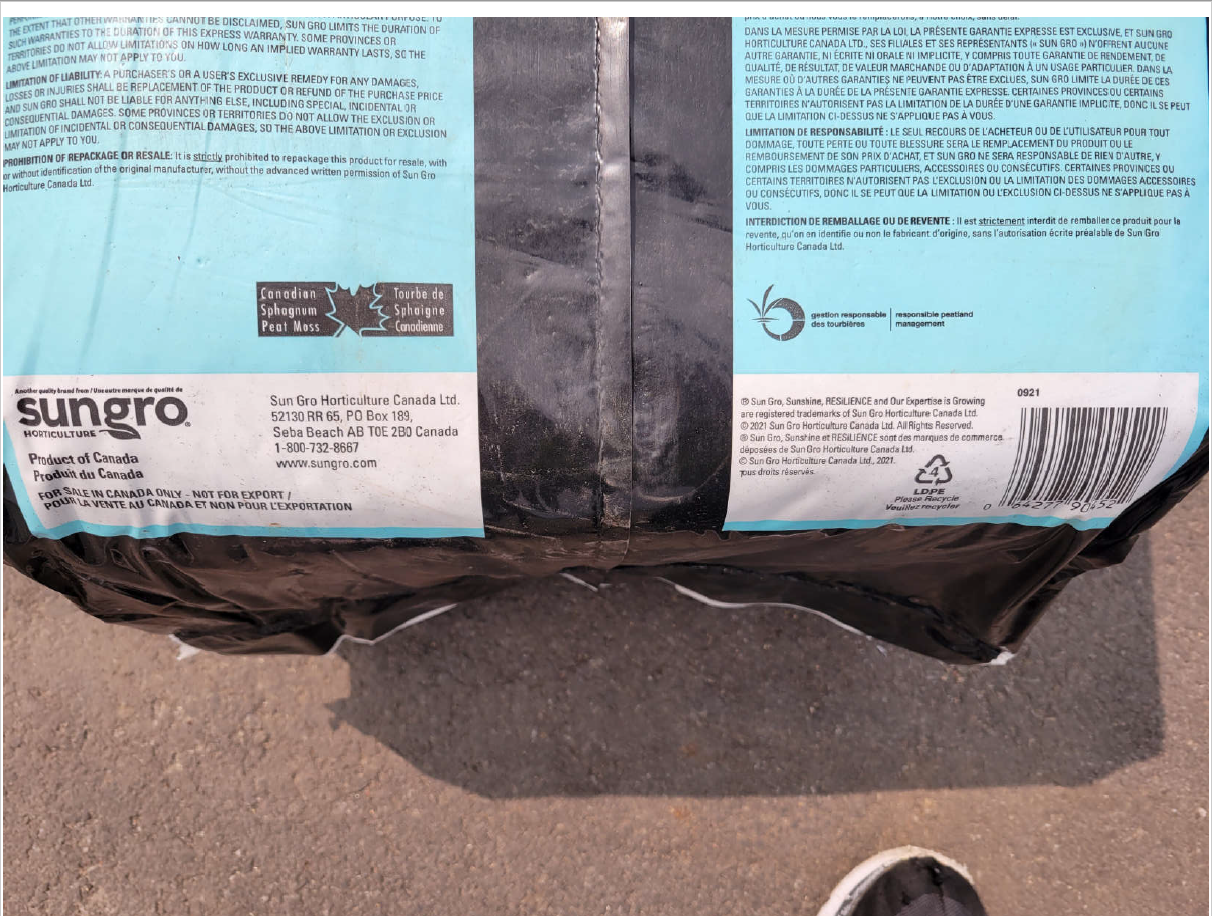 THE EXTENT THAT OTHER WARRANTIES CANNOT BE DISCLAIMED, SUN GRO LIMITS THE DURATION OF
SUCH WARRANTIES TO THE DURATION OF THIS EXPRESS WARRANTY. SOME PROVINCES OR
TERRITORIES DO NOT ALLOW LIMITATIONS ON HOW LONG AN IMPLIED WARRANTY LASTS, SO THE
ABOVE LIMITATION MAY NOT APPLY TO YOU.
LIMITATION OF LIABILITY: A PURCHASER'S OR A USER'S EXCLUSIVE REMEDY FOR ANY DAMAGES,
LOSSES OR INJURIES SHALL BE REPLACEMENT OF THE PRODUCT OR REFUND OF THE PURCHASE PRICE
AND SUN GRO SHALL NOT BE LIABLE FOR ANYTHING ELSE, INCLUDING SPECIAL, INCIDENTAL OR
CONSEQUENTIAL DAMAGES. SOME PROVINCES OR TERRITORIES DO NOT ALLOW THE EXCLUSION OR
LIMITATION OF INCIDENTAL OR CONSEQUENTIAL DAMAGES, SO THE ABOVE LIMITATION OR EXCLUSION
MAY NOT APPLY TO YOU.
PROHIBITION OF REPACKAGE OR RESALE: It is strictly prohibited to repackage this product for resale, with
or without identification of the original manufacturer, without the advanced written permission of Sun Gro
Horticulture Canada Ltd.
Canadian
Sphagnum
Peat Moss
Tourbe de
Sphaigne
Canadienne
Another quality brand from / Une autre marque de qualité de
sungro®
HORTICULTURE
Product of Canada
Produit du Canada
FOR SALE IN CANADA ONLY - NOT FOR EXPORT /
POUR LA VENTE AU CANADA ET NON POUR L'EXPORTATION
Sun Gro Horticulture Canada Ltd.
52130 RR 65, PO Box 189,
Seba Beach AB T0E 2B0 Canada
1-800-732-8667
www.sungro.com
DANS LA MESURE PERMISE PAR LA LOI, LA PRÉSENTE GARANTIE EXPRESSE EST EXCLUSIVE, ET SUN GRO
HORTICULTURE CANADA LTD., SES FILIALES ET SES REPRÉSENTANTS (« SUN GRO ») N'OFFRENT AUCUNE
AUTRE GARANTIE, NI ÉCRITE NI ORALE NI IMPLICITE, Y COMPRIS TOUTE GARANTIE DE RENDEMENT, DE
QUALITÉ, DE RÉSULTAT, DE VALEUR MARCHANDE OU D'ADAPTATION À UN USAGE PARTICULIER. DANS LA
MESURE OÙ D'AUTRES GARANTIES NE PEUVENT PAS ÊTRE EXCLUES, SUN GRO LIMITE LA DURÉE DE CES
GARANTIES À LA DURÉE DE LA PRÉSENTE GARANTIE EXPRESSE. CERTAINES PROVINCES OU CERTAINS
TERRITOIRES N'AUTORISENT PAS LA LIMITATION DE LA DURÉE D'UNE GARANTIE IMPLICITE, DONC IL SE PEUT
QUE LA LIMITATION CI-DESSUS NE S'APPLIQUE PAS À VOUS.
LIMITATION DE RESPONSABILITÉ : LE SEUL RECOURS DE L'ACHETEUR OU DE L'UTILISATEUR POUR TOUT
DOMMAGE, TOUTE PERTE OU TOUTE BLESSURE SERA LE REMPLACEMENT DU PRODUIT OU LE
REMBOURSEMENT DE SON PRIX D'ACHAT, ET SUN GRO NE SERA RESPONSABLE DE RIEN D'AUTRE, Y
COMPRIS LES DOMMAGES PARTICULIERS, ACCESSOIRES OU CONSÉCUTIFS. CERTAINES PROVINCES OU
CERTAINS TERRITOIRES N'AUTORISENT PAS L'EXCLUSION OU LA LIMITATION DES DOMMAGES ACCESSOIRES
OU CONSÉCUTIFS, DONC IL SE PEUT QUE LA LIMITATION OU L'EXCLUSION CI-DESSUS NE S'APPLIQUE PAS À
VOUS.
INTERDICTION DE REMBALLAGE OU DE REVENTE : Il est strictement interdit de remballer ce produit pour la
revente, qu'on en identifie ou non le fabricant d'origine, sans l'autorisation écrite préalable de Sun Gro
Horticulture Canada Ltd.
gestion responsable
des tourbières
responsible peatland
management
® Sun Gro, Sunshine, RESILIENCE and Our Expertise is Growing
are registered trademarks of Sun Gro Horticulture Canada Ltd.
© 2021 Sun Gro Horticulture Canada Ltd. All Rights Reserved.
® Sun Gro, Sunshine et RESILIENCE sont des marques de commerce
déposées de Sun Gro Horticulture Canada Ltd.
© Sun Gro Horticulture Canada Ltd., 2021.
Tous droits réservés.
4
LDPE
Please Recycle
Veuillez recycler
0921
0 64277 90452